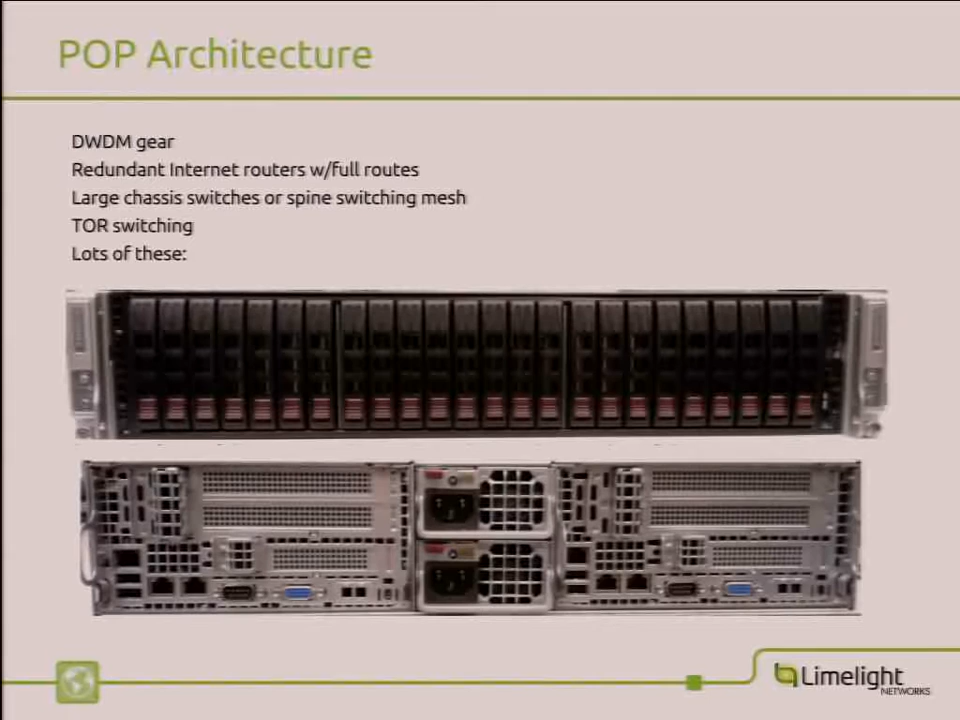 POP Architecture
DWDM gear
Redundant Internet routers w/full routes
Large chassis switches or spine switching mesh
TOR switching
Lots of these:
Limelight
NETWORKS